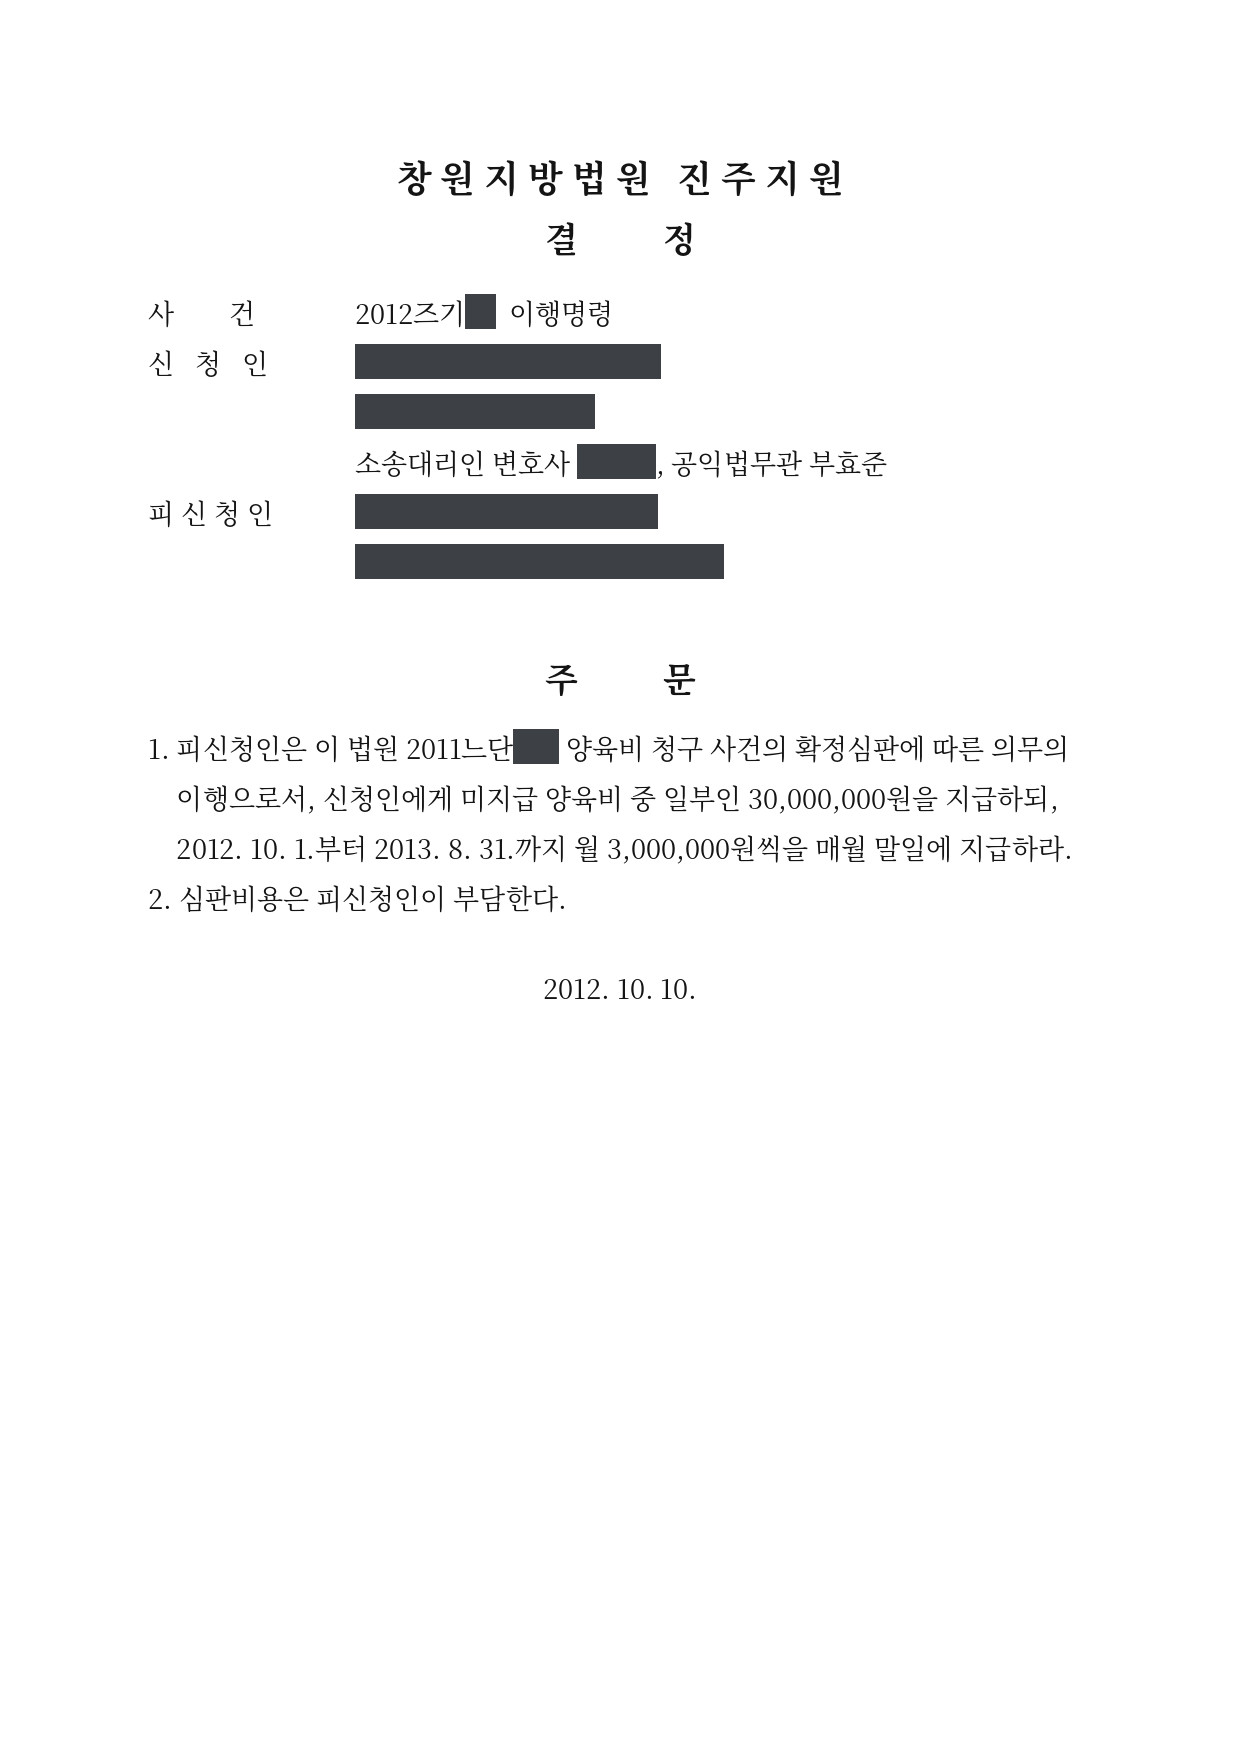 창원지방법원 진주지원
결 정
사 건 2012즈기 이행명령
신 청 인
소송대리인 변호사 , 공익법무관 부효준
피 신 청 인
주 문
1. 피신청인은 이 법원 2011느단 양육비 청구 사건의 확정심판에 따른 의무의
이행으로서, 신청인에게 미지급 양육비 중 일부인 30,000,000원을 지급하되,
2012. 10. 1.부터 2013. 8. 31.까지 월 3,000,000원씩을 매월 말일에 지급하라.
2. 심판비용은 피신청인이 부담한다.
2012. 10. 10.